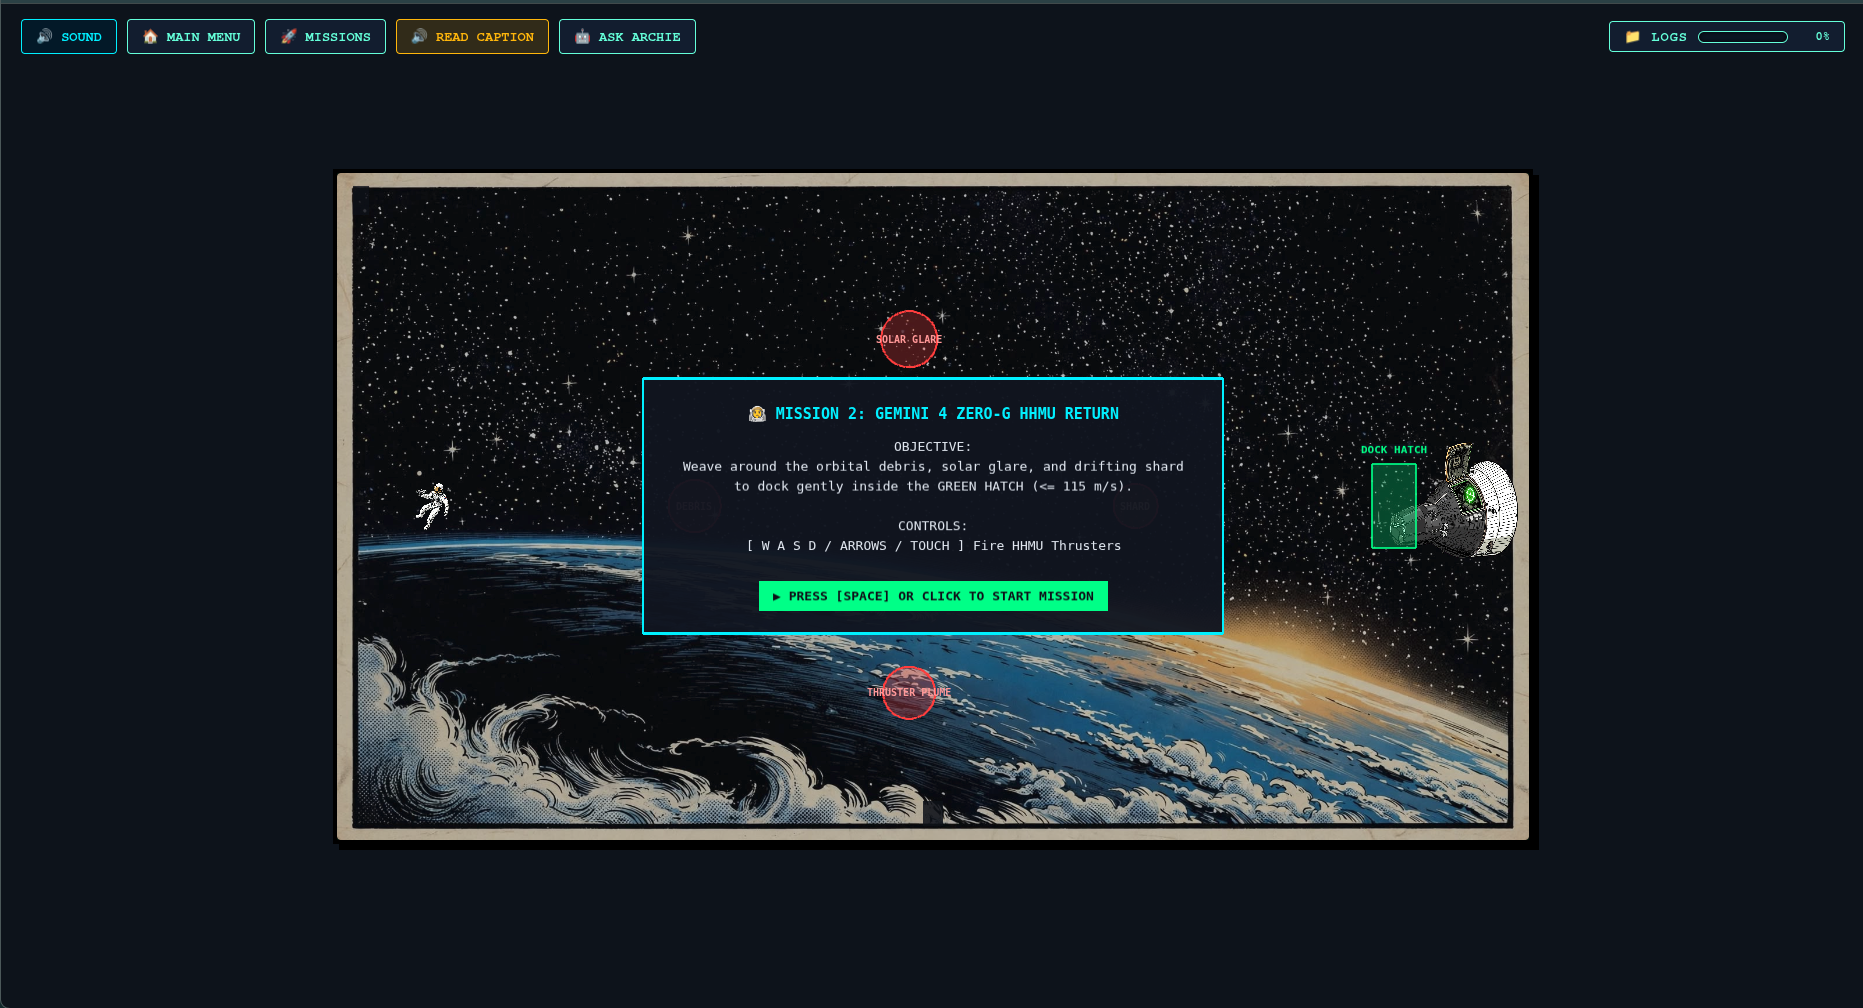 🔊 SOUND
🏠 MAIN MENU
🚀 MISSIONS
🔊 READ CAPTION
🤖 ASK ARCHIE
📁 LOGS
0%
SOLAR GLARE
👩‍🚀 MISSION 2: GEMINI 4 ZERO-G HHMU RETURN
OBJECTIVE:
Weave around the orbital debris, solar glare, and drifting shard
to dock gently inside the GREEN HATCH (<= 115 m/s).
DEBRIS
SHARD
CONTROLS:
[ W A S D / ARROWS / TOUCH ] Fire HHMU Thrusters
▶ PRESS [SPACE] OR CLICK TO START MISSION
DOCK HATCH
THRUSTER PLUME